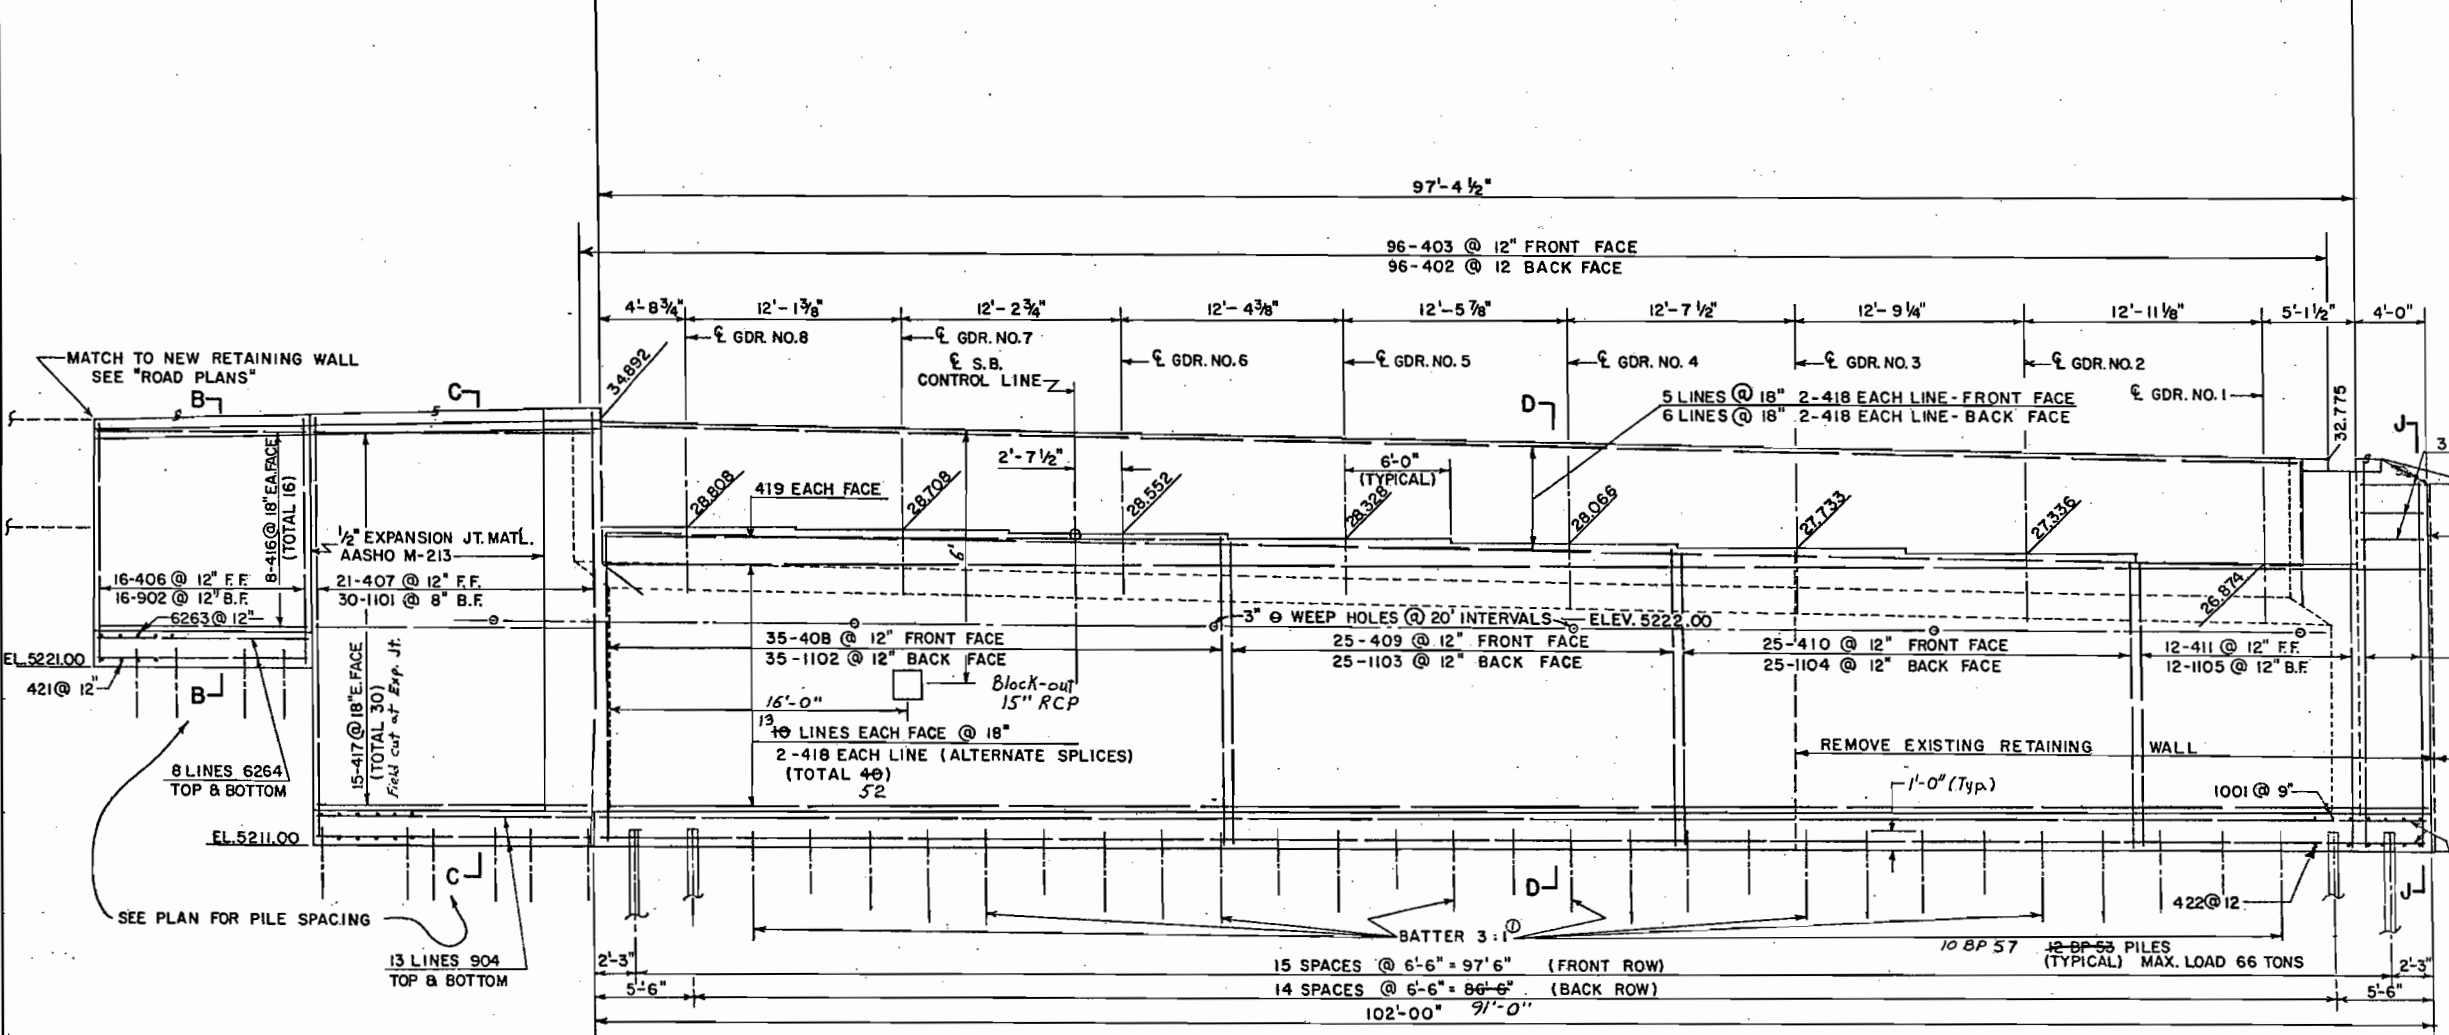 97'-4 1/2"
96-403 @ 12" FRONT FACE
96-402 @ 12 BACK FACE
4'-8 3/4"
12'-1 3/8"
12'-2 3/4"
12'-4 3/8"
12'-5 7/8"
12'-7 1/2"
12'-9 1/4"
12'-11 1/8"
5'-1 1/2"
4'-0"
℄ GDR. NO. 8
℄ GDR. NO. 7
℄ S.B.
CONTROL LINE
℄ GDR. NO. 6
℄ GDR. NO. 5
℄ GDR. NO. 4
℄ GDR. NO. 3
℄ GDR. NO. 2
℄ GDR. NO. 1
MATCH TO NEW RETAINING WALL
SEE "ROAD PLANS"
34.892
B
C
D
J
5 LINES @ 18" 2-418 EACH LINE-FRONT FACE
6 LINES @ 18" 2-418 EACH LINE-BACK FACE
32.775
3
2'-7 1/2"
6'-0"
(TYPICAL)
28.808
419 EACH FACE
28.708
28.552
28.328
28.066
27.733
27.336
26.874
6'
8-416 @ 18" EA. FACE
(TOTAL 16)
1/2" EXPANSION JT. MATL.
AASHO M-213
16-406 @ 12" F.F.
16-902 @ 12" B.F.
21-407 @ 12" F.F.
30-1101 @ 8" B.F.
6263 @ 12"
3" ⌀ WEEP HOLES @ 20' INTERVALS
ELEV. 5222.00
35-408 @ 12" FRONT FACE
35-1102 @ 12" BACK FACE
25-409 @ 12" FRONT FACE
25-1103 @ 12" BACK FACE
25-410 @ 12" FRONT FACE
25-1104 @ 12" BACK FACE
12-411 @ 12" F.F.
12-1105 @ 12" B.F.
EL. 5221.00
421 @ 12"
B
15-417 @ 18" E. FACE
(TOTAL 30)
Field cut at Exp. Jt.
Block-out
15" RCP
16'-0"
13 10 LINES EACH FACE @ 18"
2-418 EACH LINE (ALTERNATE SPLICES)
(TOTAL 40)
52
REMOVE EXISTING RETAINING WALL
8 LINES 6264
TOP & BOTTOM
1'-0" (Typ.)
1001 @ 9"
EL. 5211.00
C
D
J
422 @ 12
SEE PLAN FOR PILE SPACING
BATTER 3:1 ①
10 BP 57 12 BP 53 PILES
(TYPICAL) MAX. LOAD 66 TONS
13 LINES 904
TOP & BOTTOM
2'-3"
15 SPACES @ 6'-6" = 97'6" (FRONT ROW)
2'-3"
5'-6"
14 SPACES @ 6'-6" = 86'-6" (BACK ROW)
5'-6"
102'-00"
91'-0"